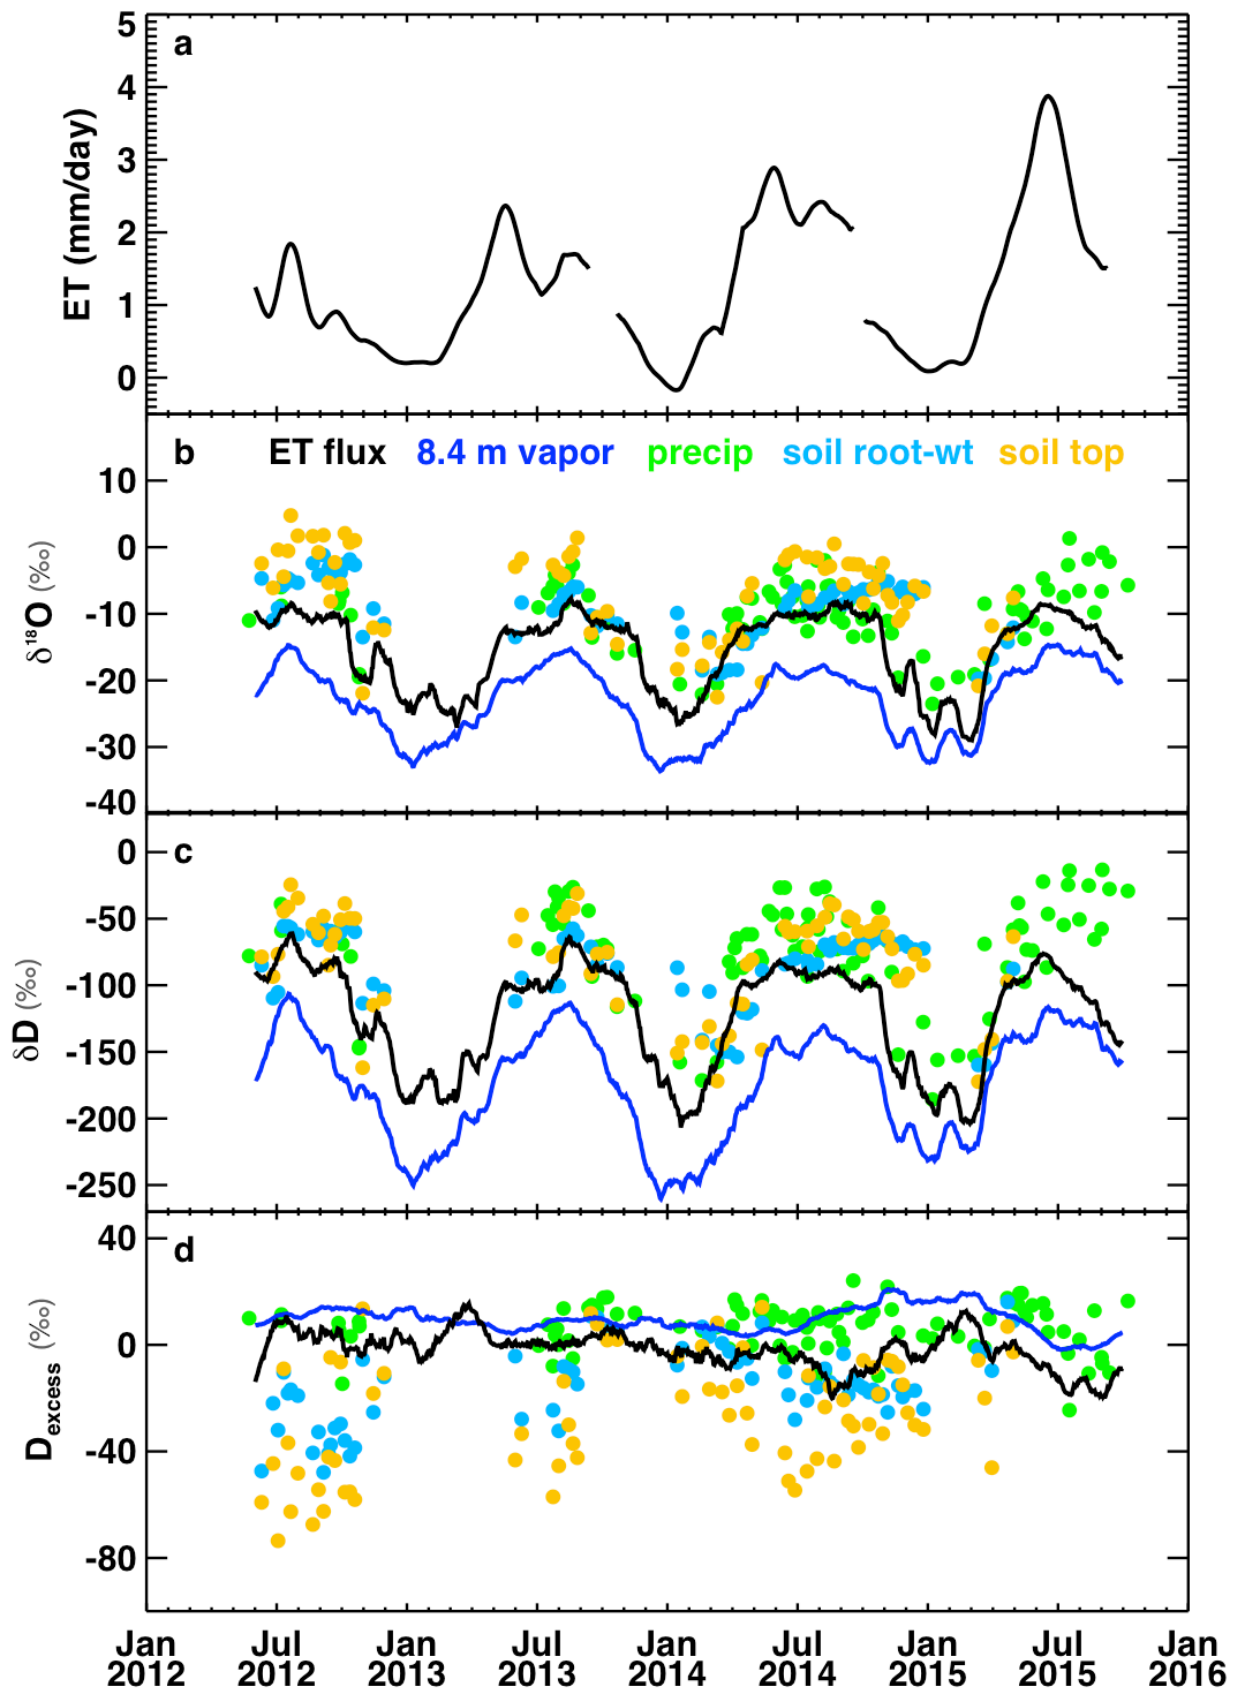 a
5
4
3
2
1
0
ET (mm/day)
b
ET flux 8.4 m vapor precip soil root-wt soil top
10
0
-10
-20
-30
-40
δ¹⁸O (‰)
c
0
-50
-100
-150
-200
-250
δD (‰)
d
40
0
-40
-80
Dexcess (‰)
Jan Jul Jan Jul Jan Jul Jan Jul Jan
2012 2012 2013 2013 2014 2014 2015 2015 2016